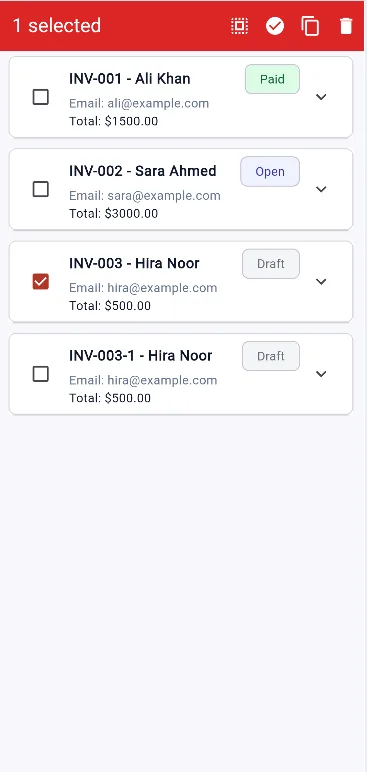 1 selected
INV-001 - Ali Khan
Paid
Email: ali@example.com
Total: $1500.00
INV-002 - Sara Ahmed
Open
Email: sara@example.com
Total: $3000.00
INV-003 - Hira Noor
Draft
Email: hira@example.com
Total: $500.00
INV-003-1 - Hira Noor
Draft
Email: hira@example.com
Total: $500.00